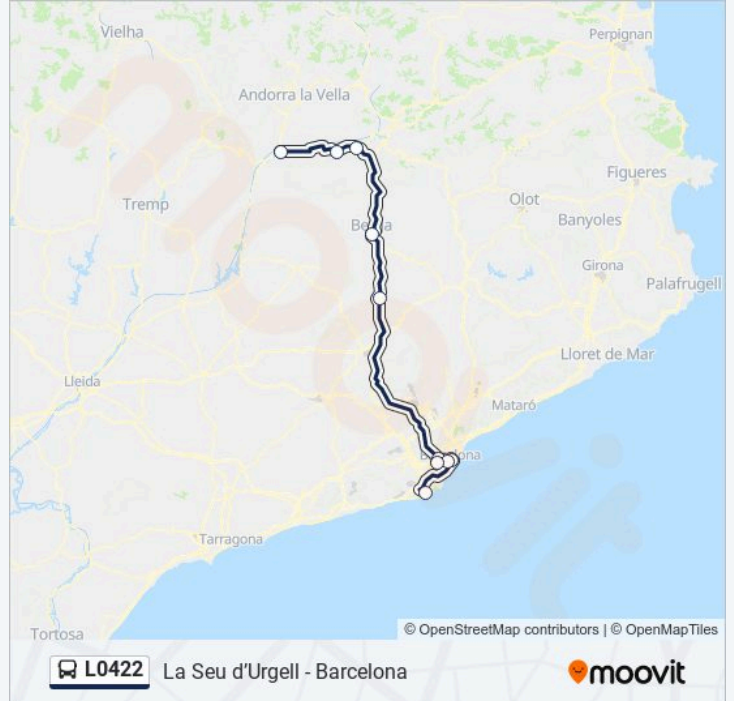 Vielha
Perpignan
Andorra la Vella
Figueres
Tremp
Olot
Banyoles
Girona
Palafrugell
Lloret de Mar
Lleida
Mataró
Tarragona
© OpenStreetMap contributors | © OpenMapTiles
Tortosa
L0422 La Seu d’Urgell - Barcelona
moovit